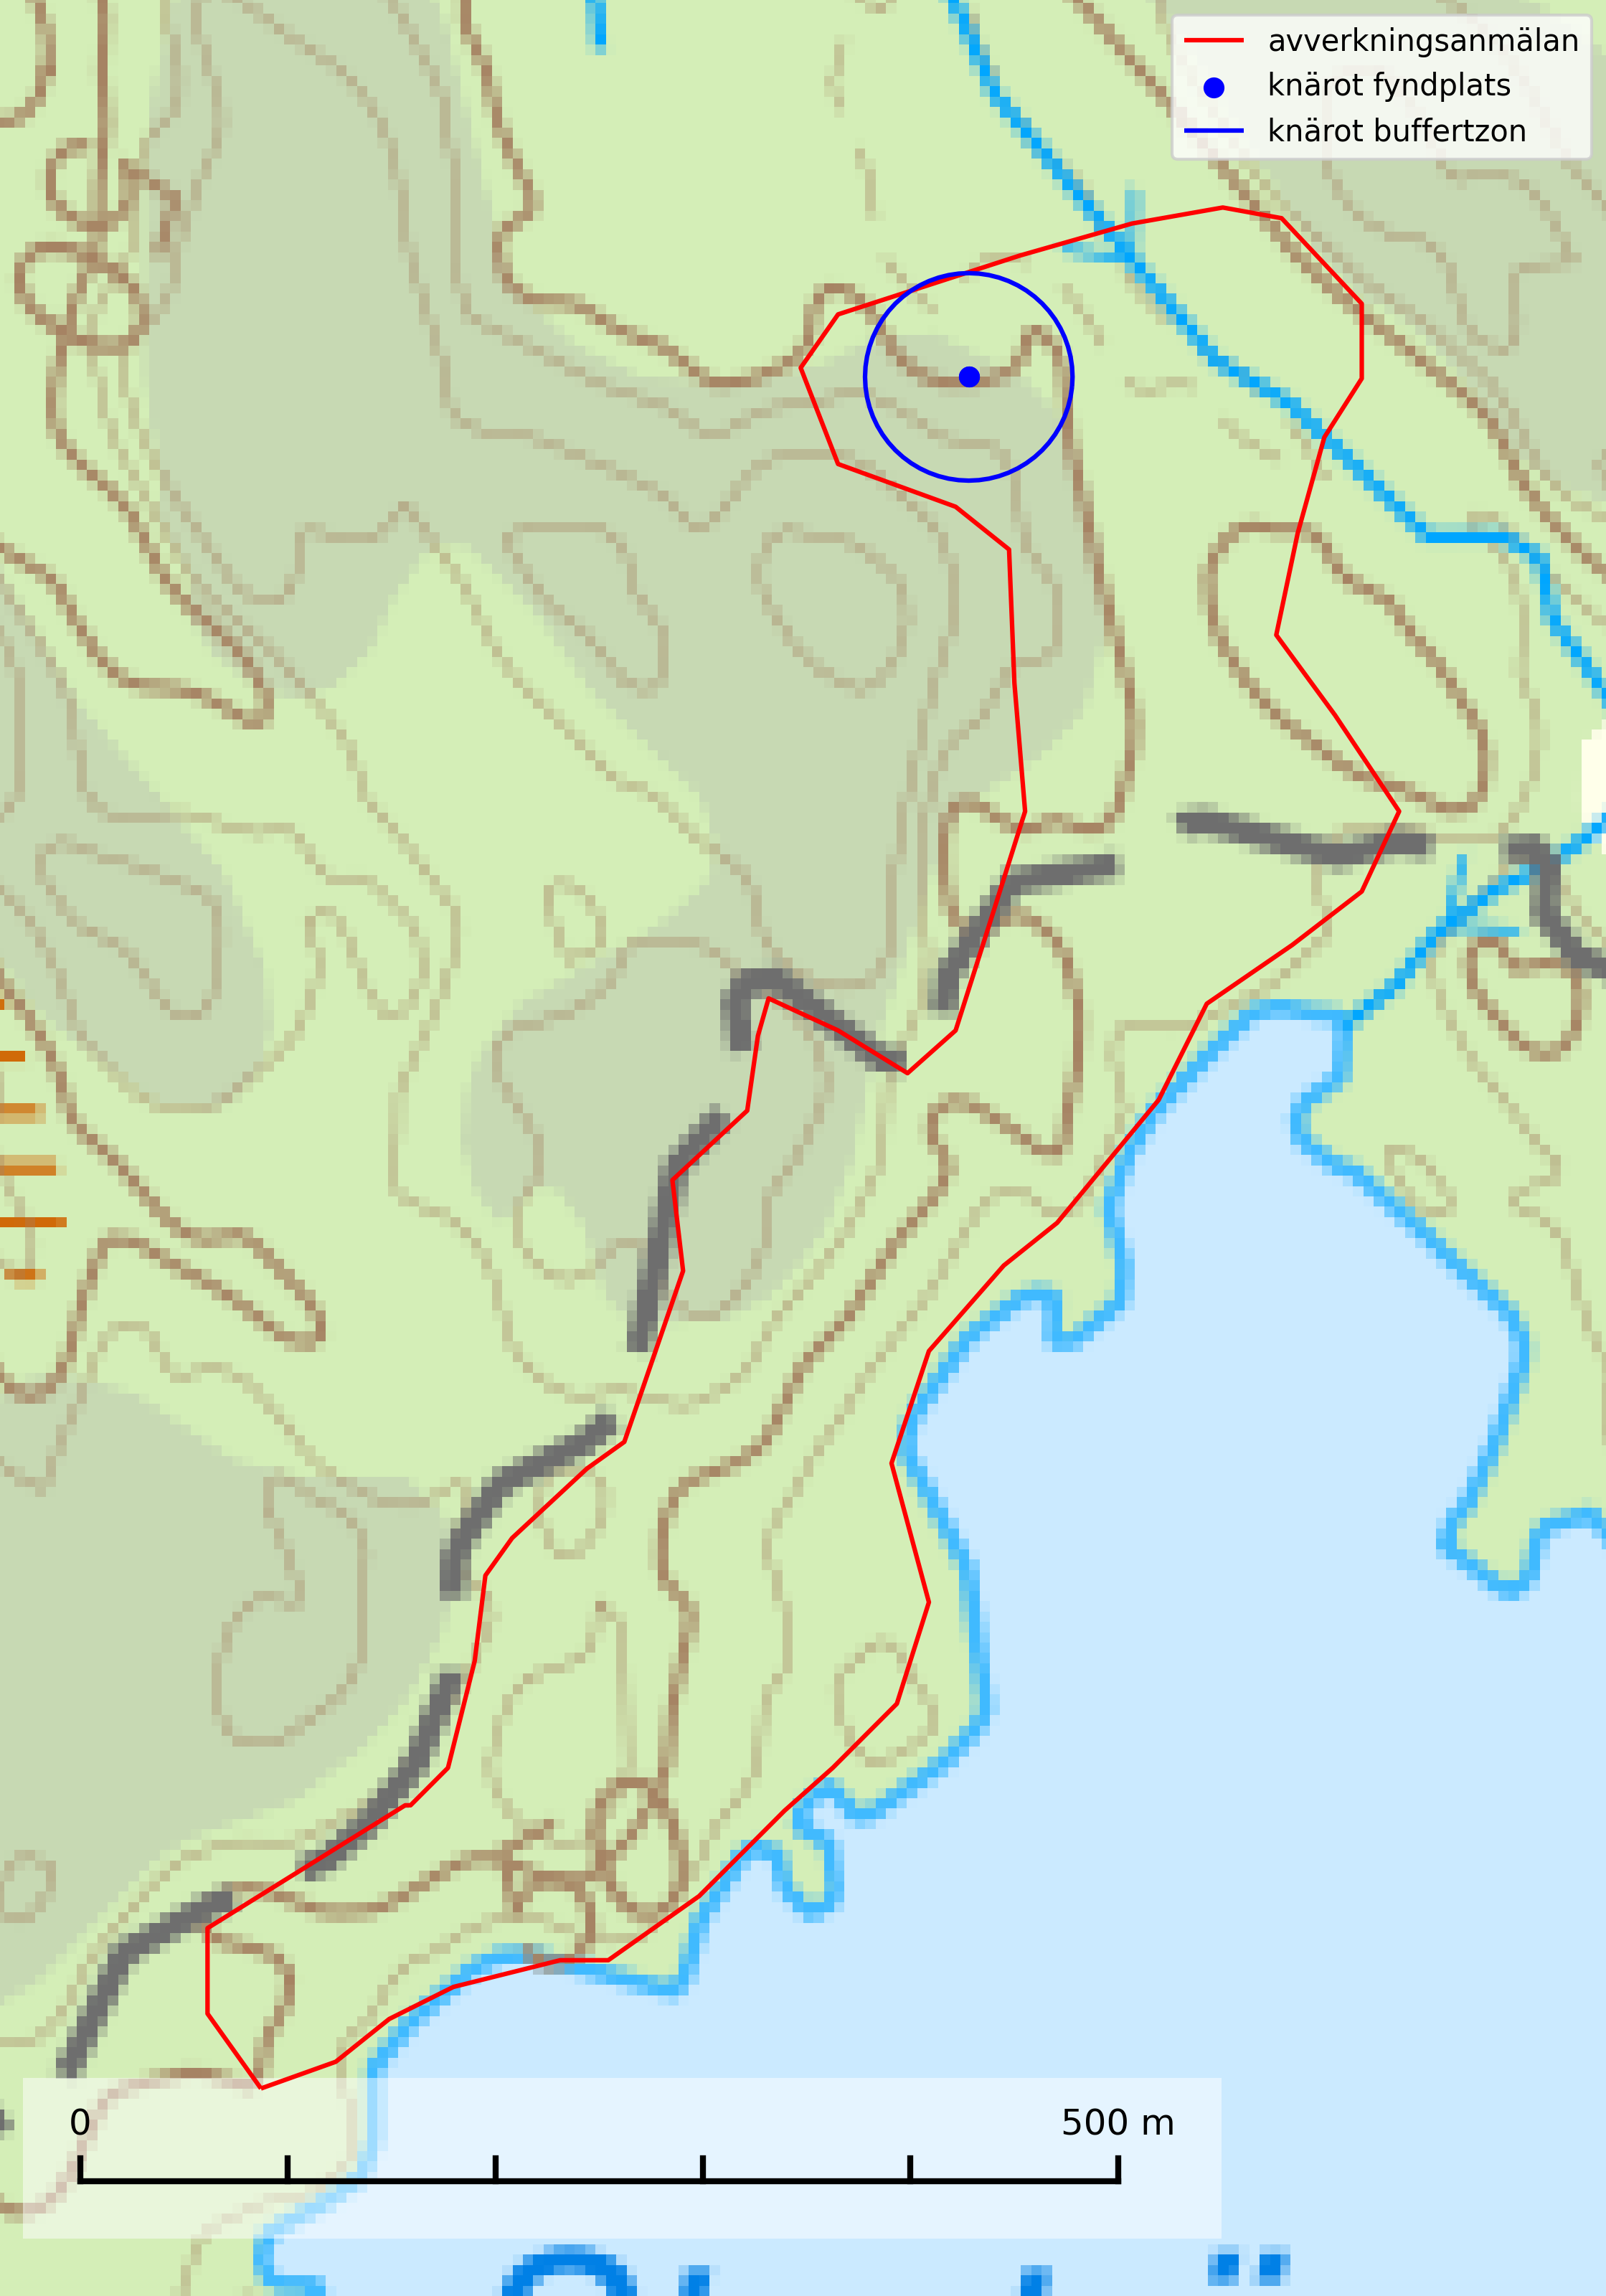 avverkningsanmälan
knärot fyndplats
knärot buffertzon
0 500 m